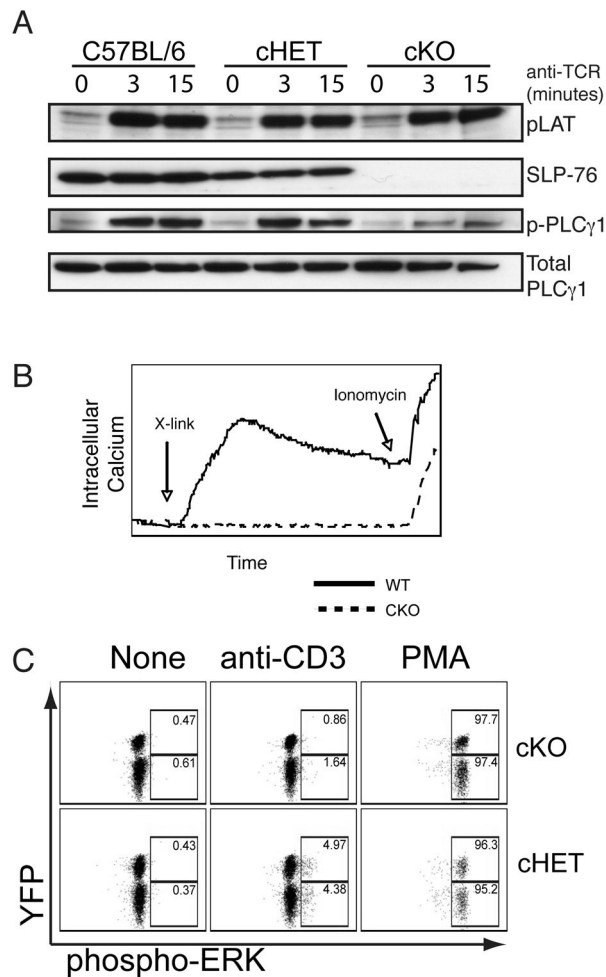 A
C57BL/6 cHET cKO
0 3 15 0 3 15 0 3 15 anti-TCR
(minutes)
pLAT
SLP-76
p-PLCγ1
Total
PLCγ1
B
Intracellular
Calcium
X-link
Ionomycin
Time
WT
CKO
C
None anti-CD3 PMA
0.47 0.86 97.7
cKO
0.61 1.64 97.4
0.43 4.97 96.3
cHET
0.37 4.38 95.2
YFP
phospho-ERK